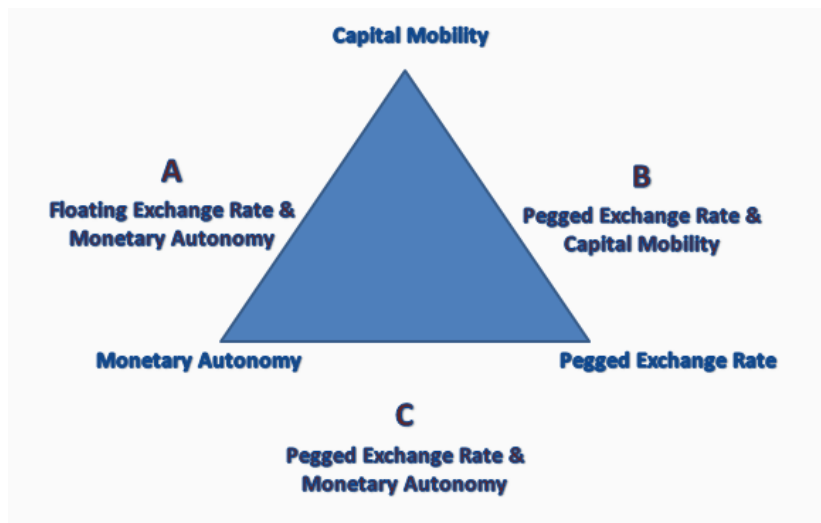 Capital Mobility
A
Floating Exchange Rate &
Monetary Autonomy
B
Pegged Exchange Rate &
Capital Mobility
Monetary Autonomy
Pegged Exchange Rate
C
Pegged Exchange Rate &
Monetary Autonomy